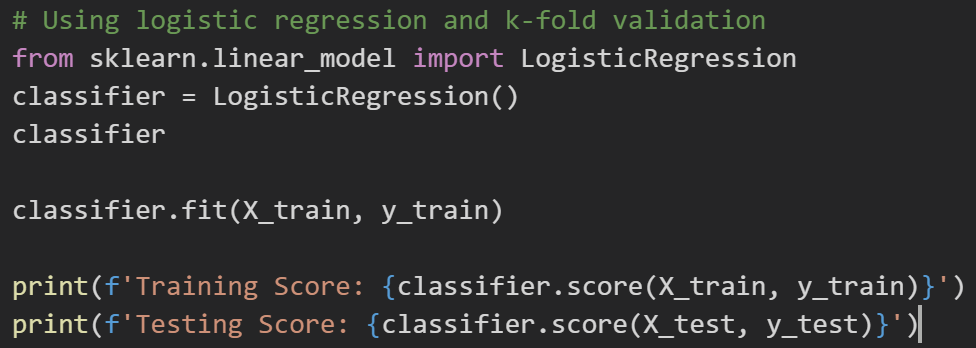 # Using logistic regression and k-fold validation
from sklearn.linear_model import LogisticRegression
classifier = LogisticRegression()
classifier
classifier.fit(X_train, y_train)
print(f'Training Score: {classifier.score(X_train, y_train)}')
print(f'Testing Score: {classifier.score(X_test, y_test)}')